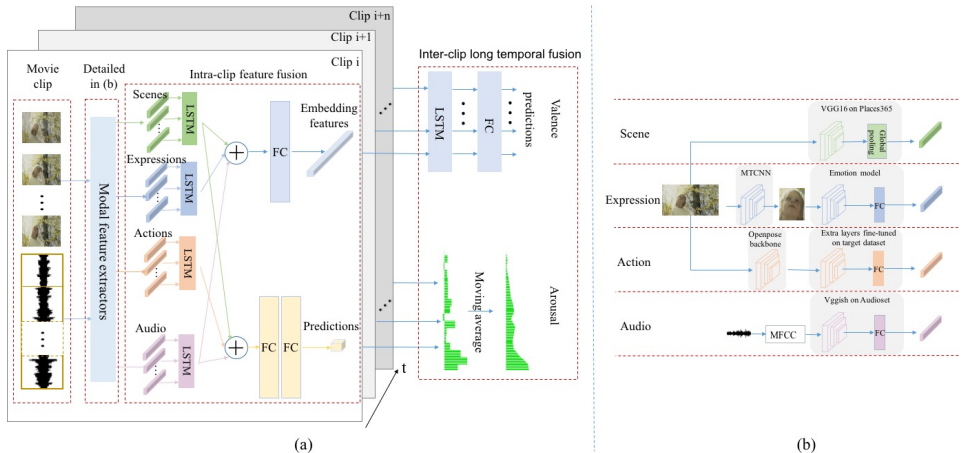 Clip i+n
Clip i+1
Clip i
Movie
clip
Detailed
in (b)
Intra-clip feature fusion
Inter-clip long temporal fusion
Modal feature extractors
Scenes
LSTM
Expressions
LSTM
Actions
LSTM
Audio
LSTM
FC
Embedding
features
FC
FC
Predictions
LSTM
FC
Valence
predictions
Moving
average
Arousal
t
(a)
VGG16 on Places365
Scene
Global
pooling
MTCNN
Emotion model
Expression
FC
Openpose
backbone
Extra layers fine-tuned
on target dataset
Action
FC
Vggish on Audioset
Audio
MFCC
FC
(b)